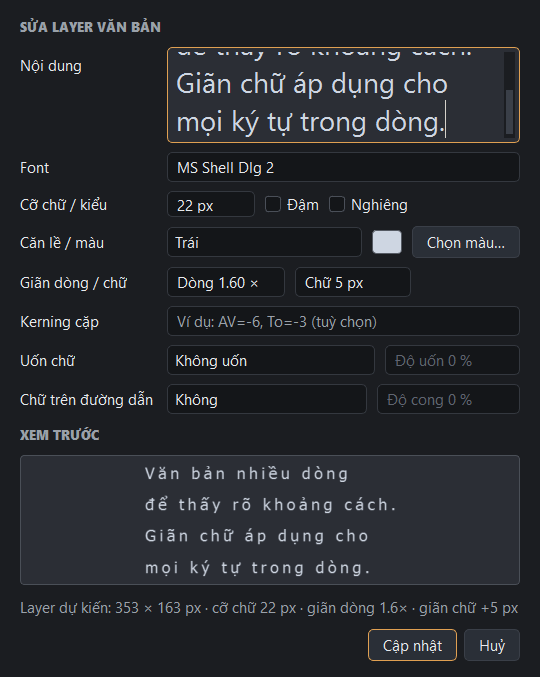 SỬA LAYER VĂN BẢN
Nội dung
để thấy rõ khoảng cách.
Giãn chữ áp dụng cho
mọi ký tự trong dòng.
Font MS Shell Dlg 2
Cỡ chữ / kiểu 22 px Đậm Nghiêng
Căn lề / màu Trái Chọn màu...
Giãn dòng / chữ Dòng 1.60 × Chữ 5 px
Kerning cặp Ví dụ: AV=-6, To=-3 (tuỳ chọn)
Uốn chữ Không uốn Độ uốn 0 %
Chữ trên đường dẫn Không Độ cong 0 %
XEM TRƯỚC
Văn bản nhiều dòng
để thấy rõ khoảng cách.
Giãn chữ áp dụng cho
mọi ký tự trong dòng.
Layer dự kiến: 353 × 163 px · cỡ chữ 22 px · giãn dòng 1.6× · giãn chữ +5 px
Cập nhật Huỷ